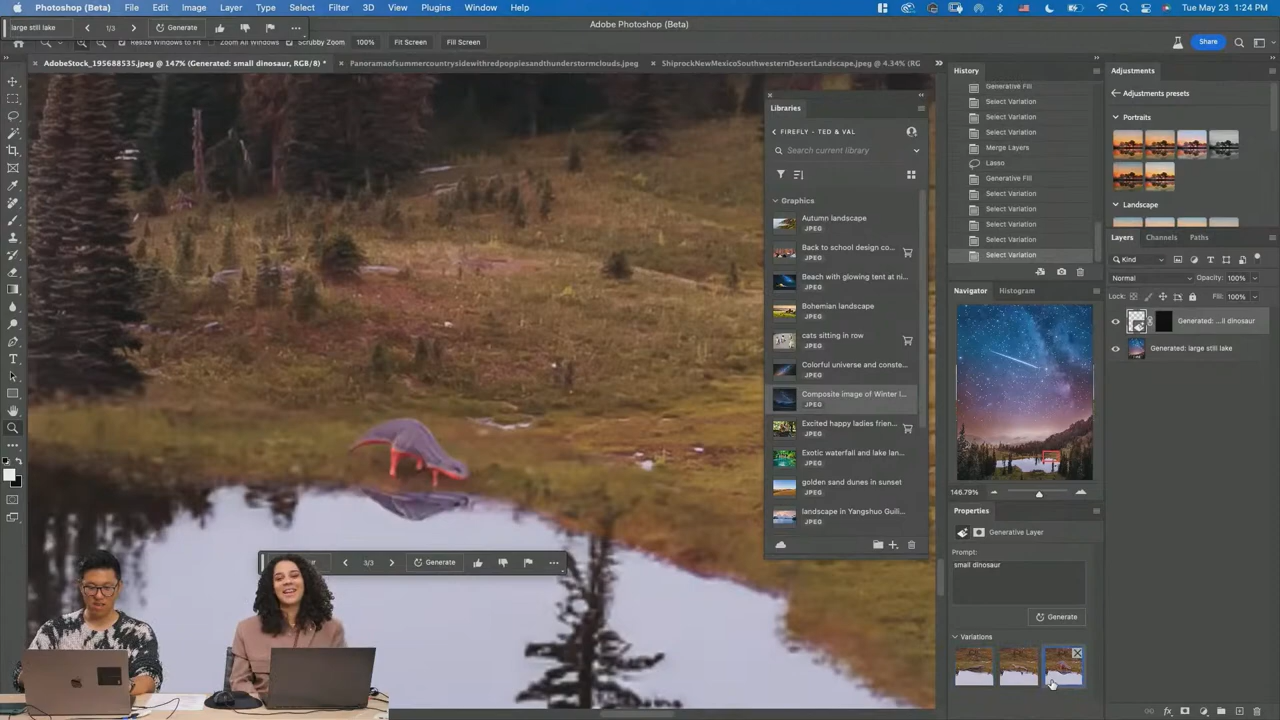 Photoshop (Beta) File Edit Image Layer Type Select Filter 3D View Plugins Window Help
Tue May 23 1:24 PM
large still lake 1/3 Generate
Adobe Photoshop (Beta)
Resize Windows to Fit Zoom All Windows Scrubby Zoom 100% Fit Screen Fill Screen
Share
AdobeStock_195688535.jpeg @ 147% (Generated: small dinosaur, RGB/8) *
PanoramaofsummercountrysidewithredpoppiesandthunderstormcIouds.jpeg
ShiprockNewMexicoSouthwesternDesertLandscape.jpeg @ 4.34% (RG
Libraries
FIREFLY - TED & VAL
Search current library
Graphics
Autumn landscape
JPEG
Back to school design co...
JPEG
Beach with glowing tent at ni...
JPEG
Bohemian landscape
JPEG
cats sitting in row
JPEG
Colorful universe and conste...
JPEG
Composite image of Winter l...
JPEG
Excited happy ladies frien...
JPEG
Exotic waterfall and lake lan...
JPEG
golden sand dunes in sunset
JPEG
landscape in Yangshuo Guili...
JPEG
3/3 Generate
History
Generative Fill
Select Variation
Select Variation
Select Variation
Merge Layers
Lasso
Generative Fill
Select Variation
Select Variation
Select Variation
Select Variation
Select Variation
Navigator Histogram
146.79%
Properties
Generative Layer
Prompt:
small dinosaur
Generate
Variations
Adjustments
Adjustments presets
Portraits
Landscape
Layers Channels Paths
Kind
Normal Opacity: 100%
Lock: Fill: 100%
Generated: ...ll dinosaur
Generated: large still lake